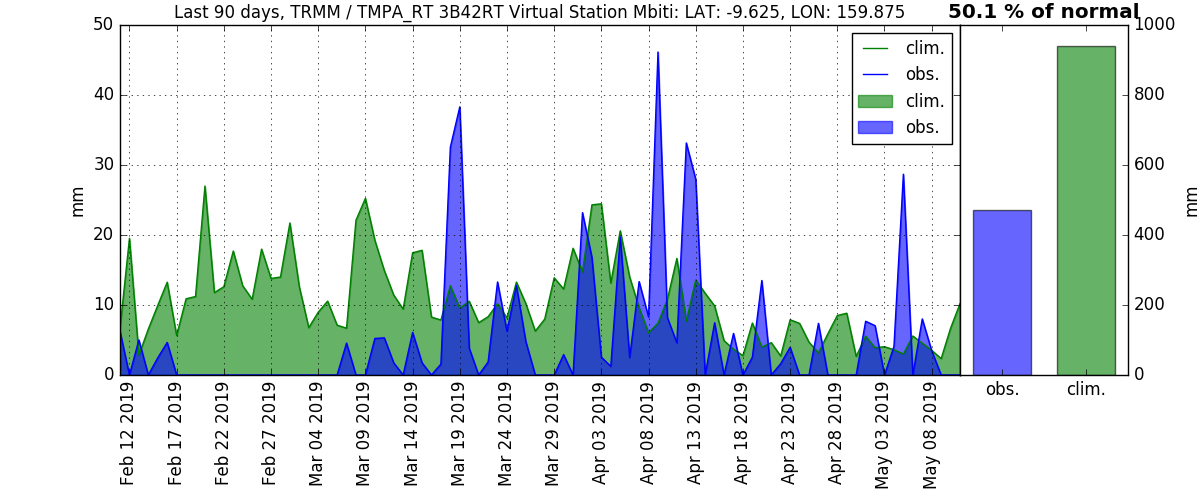 Last 90 days, TRMM / TMPA_RT 3B42RT Virtual Station Mbiti: LAT: -9.625, LON: 159.875
50.1 % of normal
50
40
30
20
10
0
mm
clim.
obs.
clim.
obs.
Feb 12 2019
Feb 17 2019
Feb 22 2019
Feb 27 2019
Mar 04 2019
Mar 09 2019
Mar 14 2019
Mar 19 2019
Mar 24 2019
Mar 29 2019
Apr 03 2019
Apr 08 2019
Apr 13 2019
Apr 18 2019
Apr 23 2019
Apr 28 2019
May 03 2019
May 08 2019
1000
800
600
400
200
0
mm
obs.
clim.